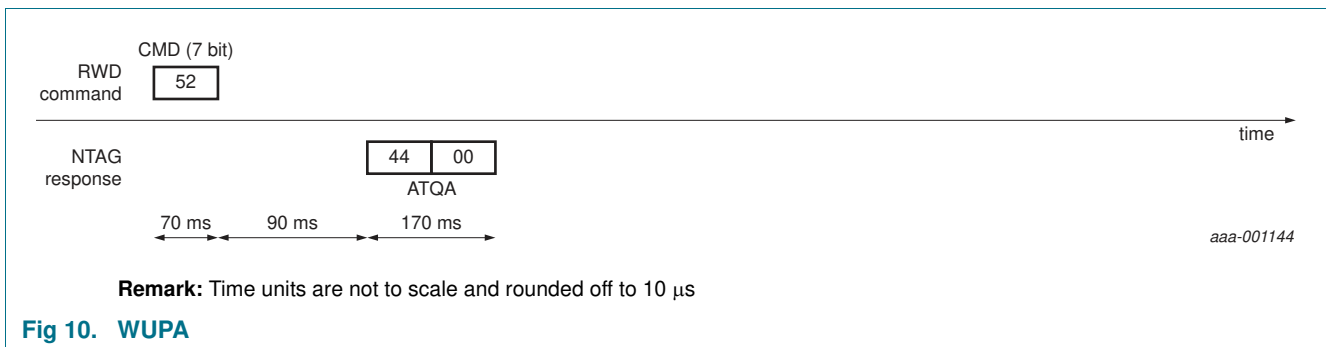 CMD (7 bit)
RWD
command
52
time
NTAG
response
44 00
ATQA
70 ms 90 ms 170 ms
aaa-001144
Remark: Time units are not to scale and rounded off to 10 μs
Fig 10. WUPA